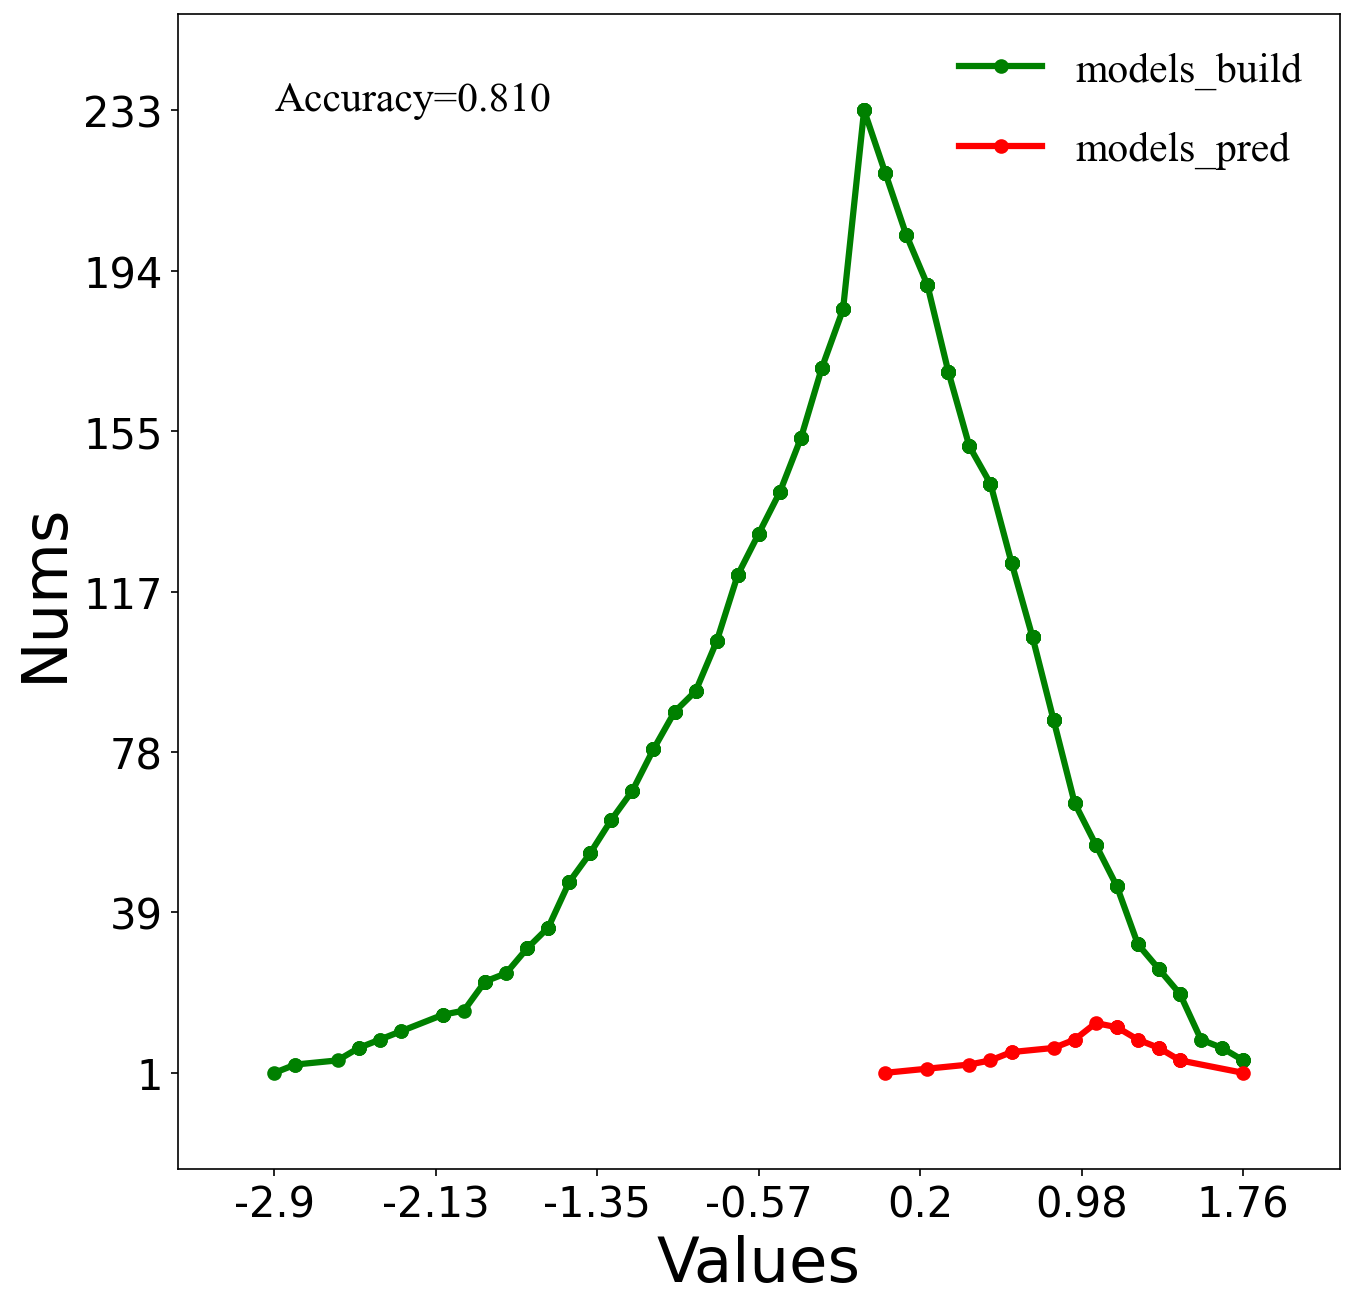 Accuracy=0.810
models_build
models_pred
Nums
233
194
155
117
78
39
1
-2.9 -2.13 -1.35 -0.57 0.2 0.98 1.76
Values